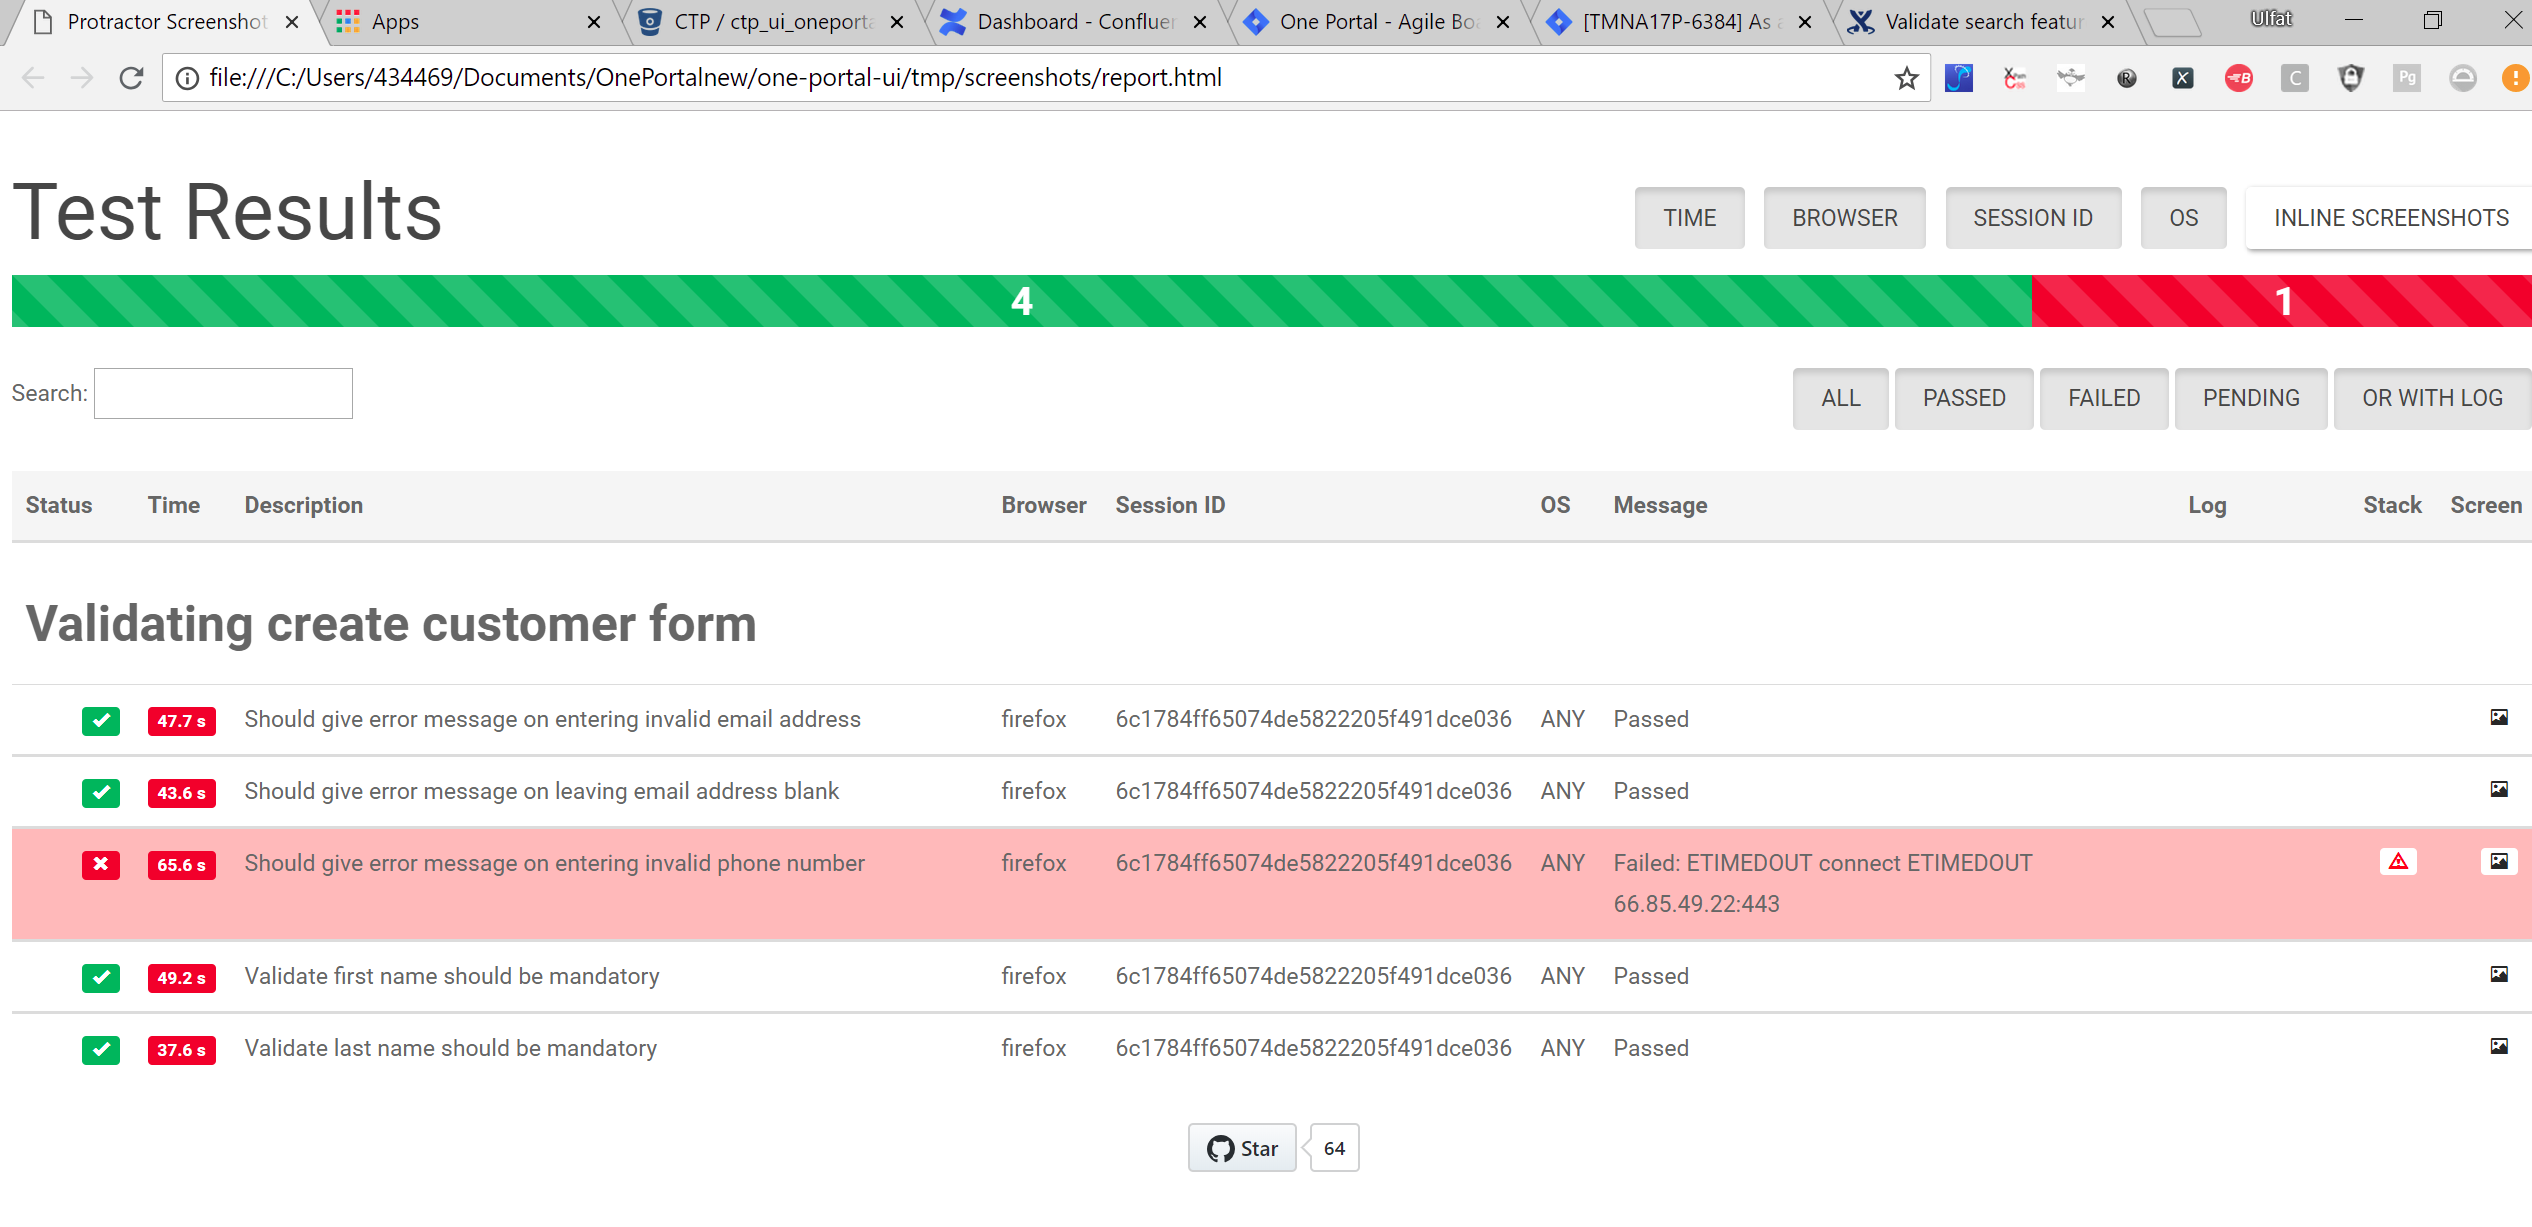 Protractor Screenshot
Apps
CTP / ctp_ui_oneporta
Dashboard - Confluen
One Portal - Agile Boa
[TMNA17P-6384] As a
Validate search featur
Ulfat
file:///C:/Users/434469/Documents/OnePortalnew/one-portal-ui/tmp/screenshots/report.html
Test Results
TIME BROWSER SESSION ID OS INLINE SCREENSHOTS
4 1
Search: ALL PASSED FAILED PENDING OR WITH LOG
Status Time Description Browser Session ID OS Message Log Stack Screen
Validating create customer form
47.7 s Should give error message on entering invalid email address firefox 6c1784ff65074de5822205f491dce036 ANY Passed
43.6 s Should give error message on leaving email address blank firefox 6c1784ff65074de5822205f491dce036 ANY Passed
65.6 s Should give error message on entering invalid phone number firefox 6c1784ff65074de5822205f491dce036 ANY Failed: ETIMEDOUT connect ETIMEDOUT
66.85.49.22:443
49.2 s Validate first name should be mandatory firefox 6c1784ff65074de5822205f491dce036 ANY Passed
37.6 s Validate last name should be mandatory firefox 6c1784ff65074de5822205f491dce036 ANY Passed
Star 64